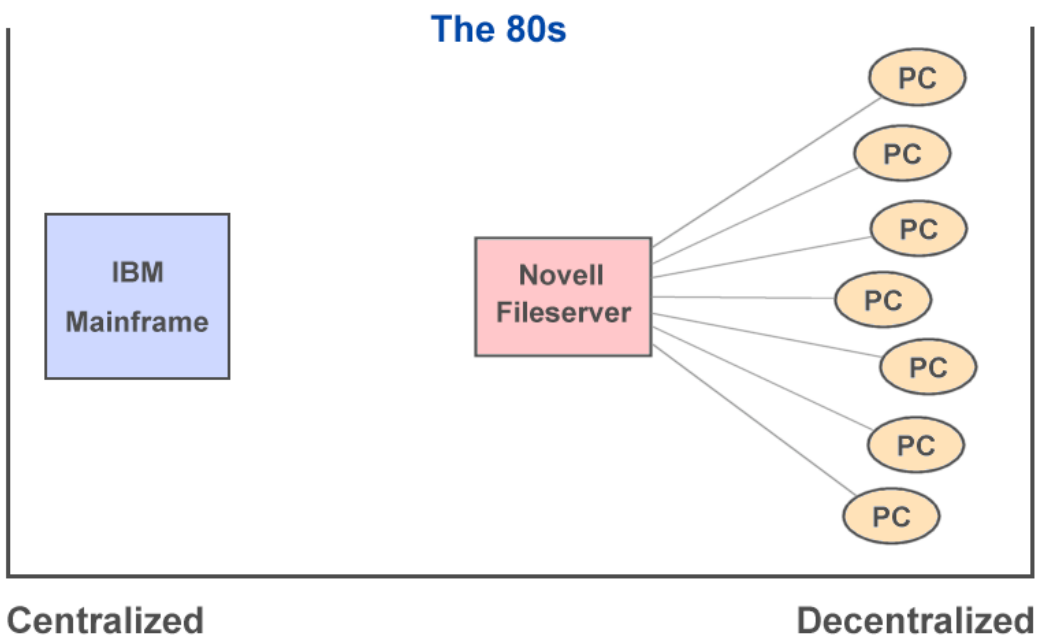 The 80s
IBM
Mainframe
Novell
Fileserver
PC
PC
PC
PC
PC
PC
PC
Centralized
Decentralized